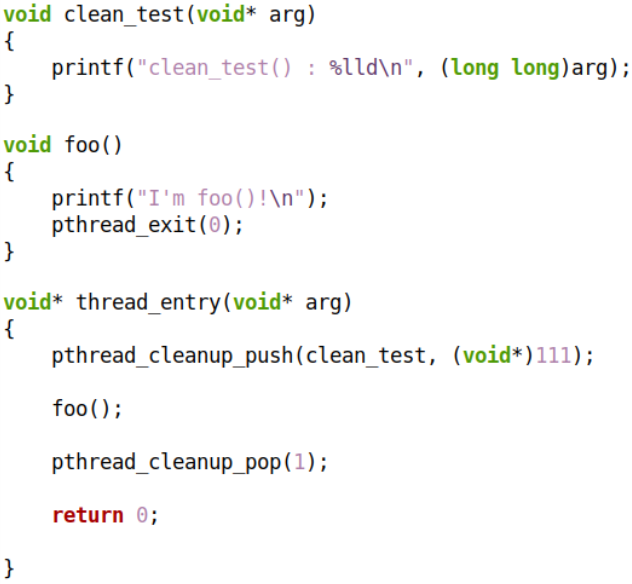 void clean_test(void* arg)
{
    printf("clean_test() : %lld\n", (long long)arg);
}

void foo()
{
    printf("I'm foo()!\n");
    pthread_exit(0);
}

void* thread_entry(void* arg)
{
    pthread_cleanup_push(clean_test, (void*)111);

    foo();

    pthread_cleanup_pop(1);

    return 0;

}